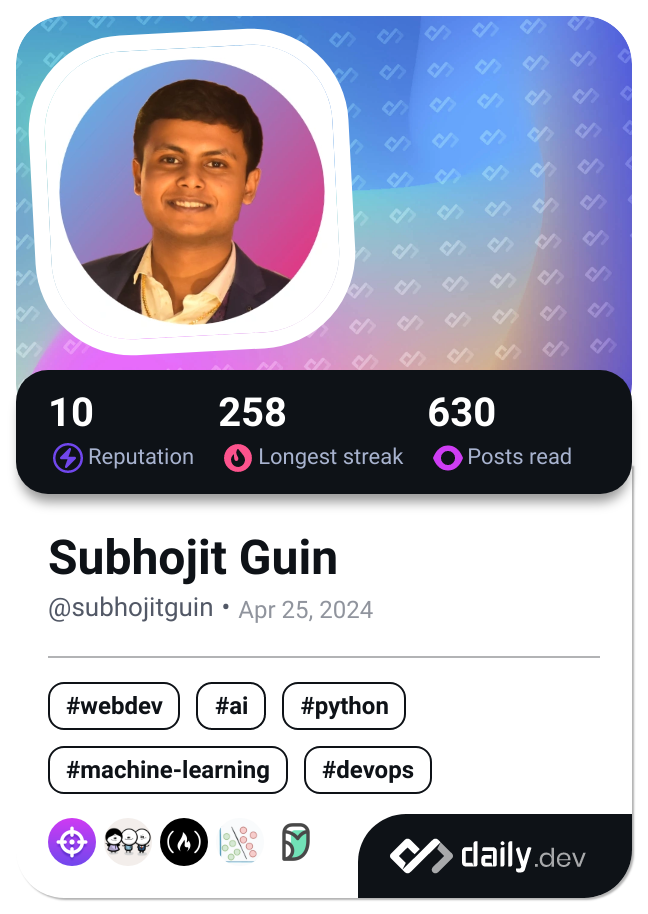 10 258 630
Reputation Longest streak Posts read
Subhojit Guin
@subhojitguin • Apr 25, 2024
#webdev #ai #python
#machine-learning #devops
daily.dev